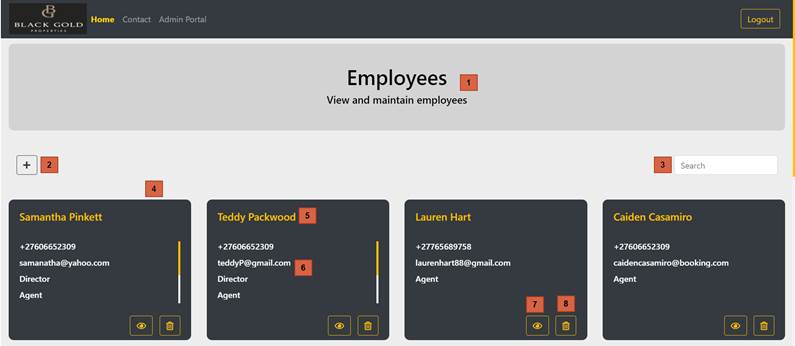 BG
BLACK GOLD
PROPERTIES
Home Contact Admin Portal
Logout
Employees
1
View and maintain employees
2
3 Search
4
Samantha Pinkett
+27606652309
samanatha@yahoo.com
Director
Agent
Teddy Packwood 5
+27606652309
teddyP@gmail.com 6
Director
Agent
Lauren Hart
+27765689758
laurenhart88@gmail.com
Agent
7 8
Caiden Casamiro
+27606652309
caidencasamiro@booking.com
Agent